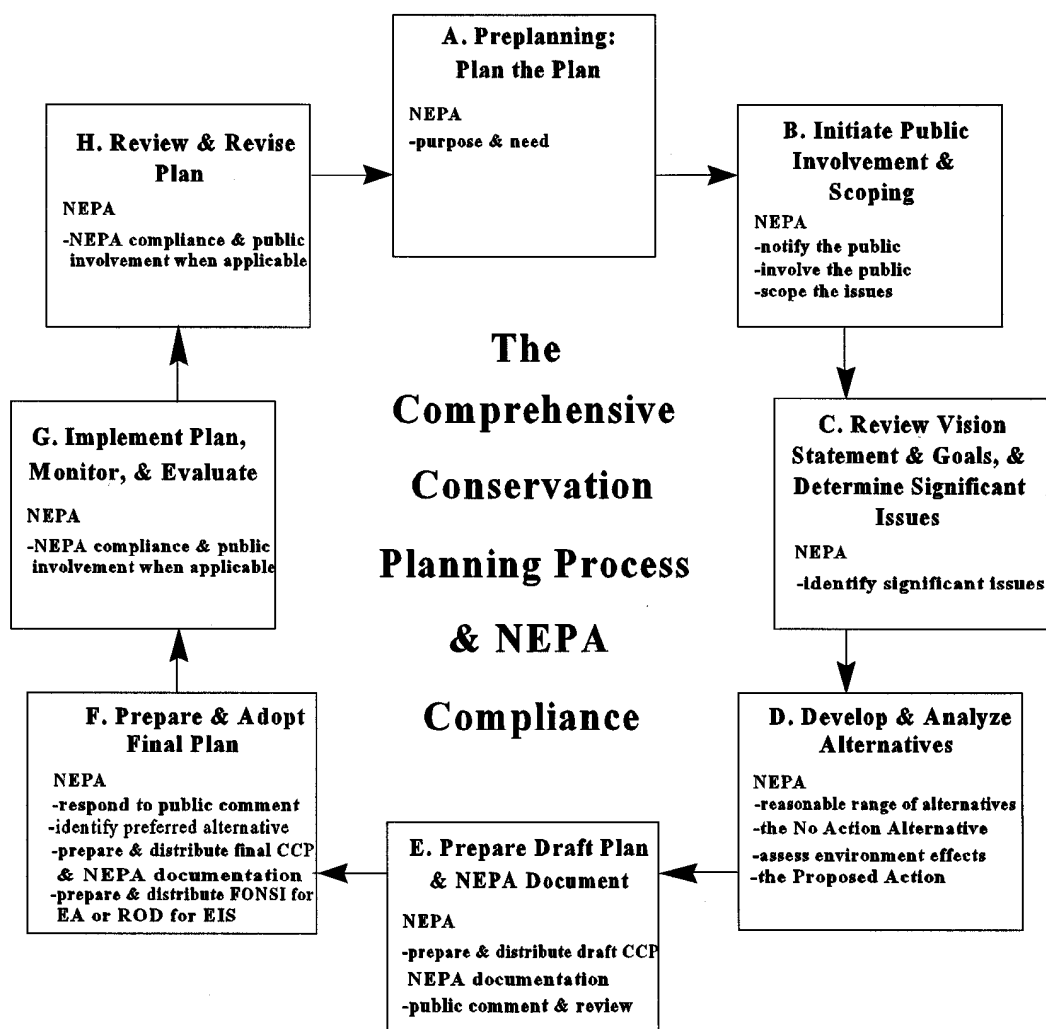 A. Preplanning:
Plan the Plan
NEPA
-purpose & need
B. Initiate Public
Involvement &
Scoping
NEPA
-notify the public
-involve the public
-scope the issues
C. Review Vision
Statement & Goals, &
Determine Significant
Issues
NEPA
-identify significant issues
D. Develop & Analyze
Alternatives
NEPA
-reasonable range of alternatives
-the No Action Alternative
-assess environment effects
-the Proposed Action
E. Prepare Draft Plan
& NEPA Document
NEPA
-prepare & distribute draft CCP
NEPA documentation
-public comment & review
F. Prepare & Adopt
Final Plan
NEPA
-respond to public comment
-identify preferred alternative
-prepare & distribute final CCP
& NEPA documentation
-prepare & distribute FONSI for
EA or ROD for EIS
G. Implement Plan,
Monitor, & Evaluate
NEPA
-NEPA compliance & public
involvement when applicable
H. Review & Revise
Plan
NEPA
-NEPA compliance & public
involvement when applicable
The
Comprehensive
Conservation
Planning Process
& NEPA
Compliance